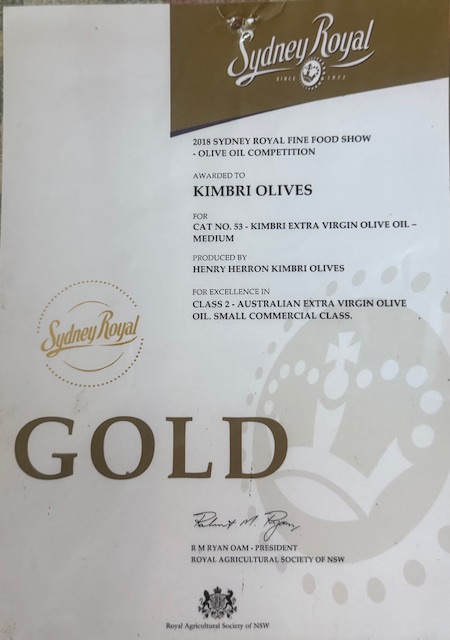 Sydney Royal
SINCE 1822
2018 SYDNEY ROYAL FINE FOOD SHOW
- OLIVE OIL COMPETITION
AWARDED TO
KIMBRI OLIVES
FOR
CAT NO. 53 - KIMBRI EXTRA VIRGIN OLIVE OIL –
MEDIUM
PRODUCED BY
HENRY HERRON KIMBRI OLIVES
FOR EXCELLENCE IN
CLASS 2 - AUSTRALIAN EXTRA VIRGIN OLIVE
OIL. SMALL COMMERCIAL CLASS.
Sydney Royal
GOLD
Robert M. Ryan
R M RYAN OAM - PRESIDENT
ROYAL AGRICULTURAL SOCIETY OF NSW
Royal Agricultural Society of NSW